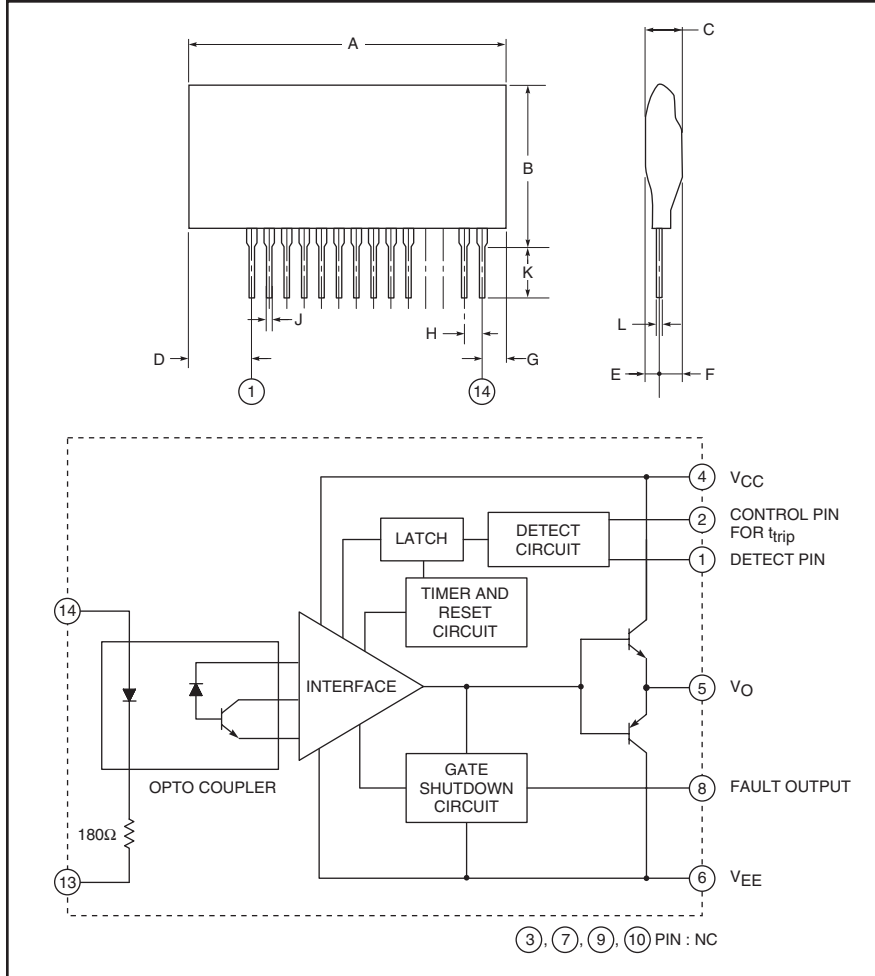 A
C
B
K
J
H
L
D
G
E
F
1
14
4 VCC
2 CONTROL PIN
FOR ttrip
LATCH
DETECT
CIRCUIT
1 DETECT PIN
TIMER AND
RESET
CIRCUIT
14
INTERFACE
5 VO
OPTO COUPLER
GATE
SHUTDOWN
CIRCUIT
8 FAULT OUTPUT
180Ω
13
6 VEE
3, 7, 9, 10 PIN : NC